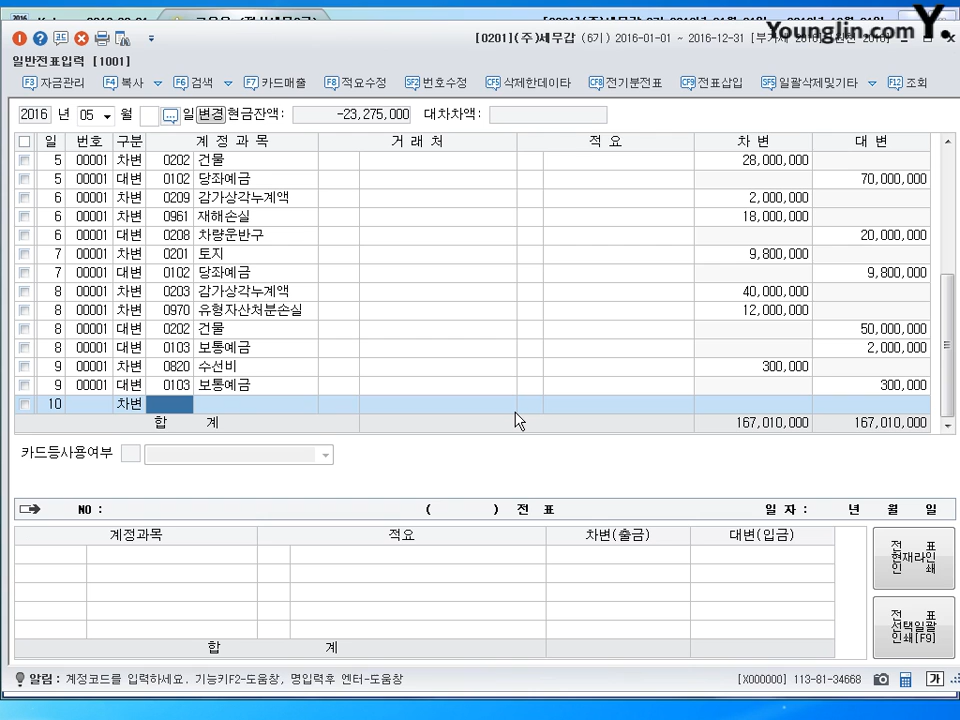 Younglin.com Y.
[0201](주)세무갑 (6기) 2016-01-01 ~ 2016-12-31
일반전표입력 [1001]
F3 자금관리 F4 복사 F6 검색 F7 카드매출 F8 적요수정 SF2 번호수정 CF5 삭제한데이타 CF8 전기분전표 CF9 전표삽입 SF5 일괄삭제및기타 F12 조회
2016 년 05 월 일 변경 현금잔액: -23,275,000 대차차액:
일 번호 구분 계 정 과 목 거 래 처 적 요 차 변 대 변
5 00001 차변 0202 건물 28,000,000
5 00001 대변 0102 당좌예금 70,000,000
6 00001 차변 0209 감가상각누계액 2,000,000
6 00001 차변 0961 재해손실 18,000,000
6 00001 대변 0208 차량운반구 20,000,000
7 00001 차변 0201 토지 9,800,000
7 00001 대변 0102 당좌예금 9,800,000
8 00001 차변 0203 감가상각누계액 40,000,000
8 00001 차변 0970 유형자산처분손실 12,000,000
8 00001 대변 0202 건물 50,000,000
8 00001 대변 0103 보통예금 2,000,000
9 00001 차변 0820 수선비 300,000
9 00001 대변 0103 보통예금 300,000
10 차변
합 계 167,010,000 167,010,000
카드등사용여부
NO : ( ) 전 표 일 자 : 년 월 일
계정과목 적요 차변(출금) 대변(입금)
전 표
현재라인
인 쇄
전 표
선택일괄
인쇄[F9]
합 계
알림: 계정코드를 입력하세요. 기능키F2-도움창, 명입력후 엔터-도움창 [X000000] 113-81-34668 가